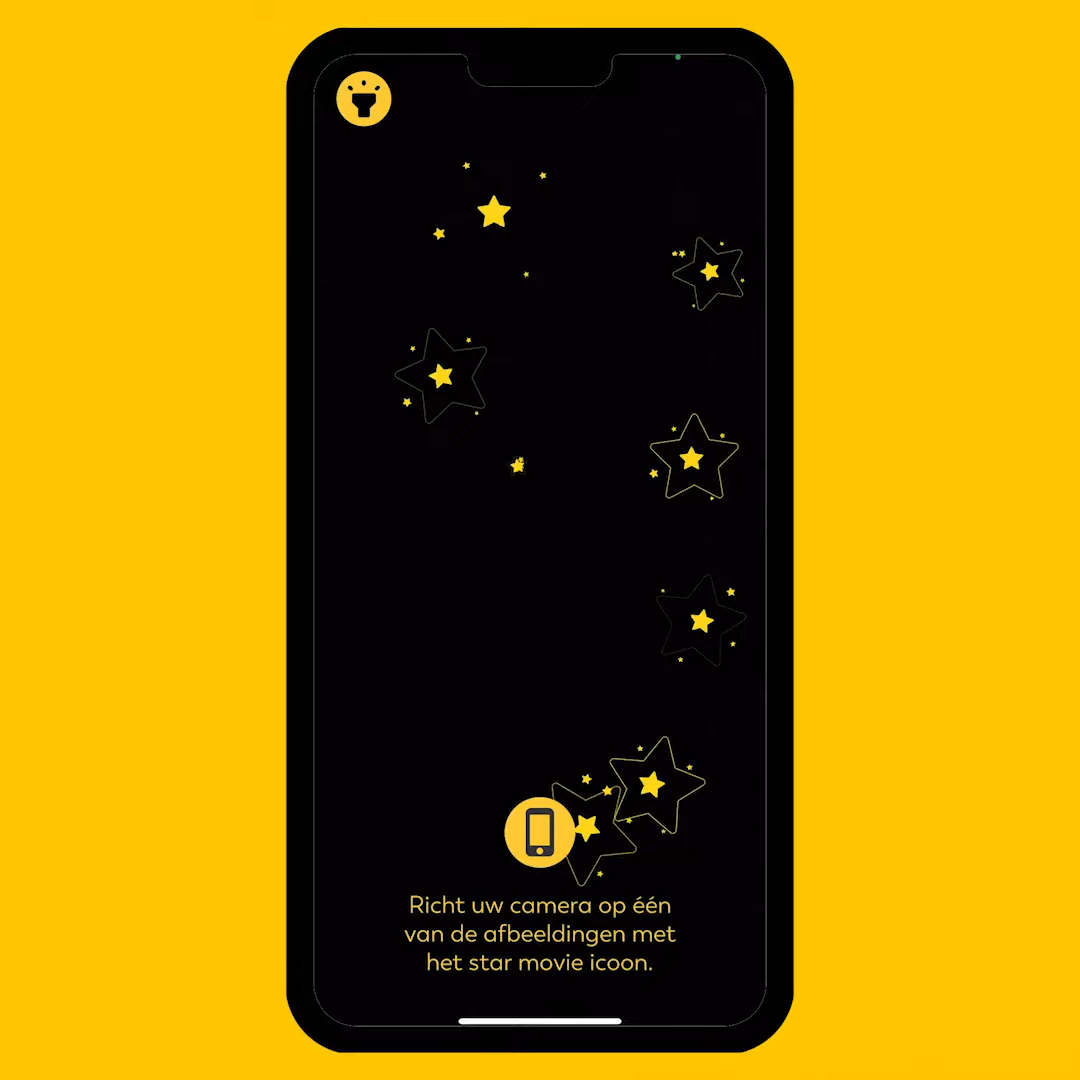 Richt uw camera op één
van de afbeeldingen met
het star movie icoon.